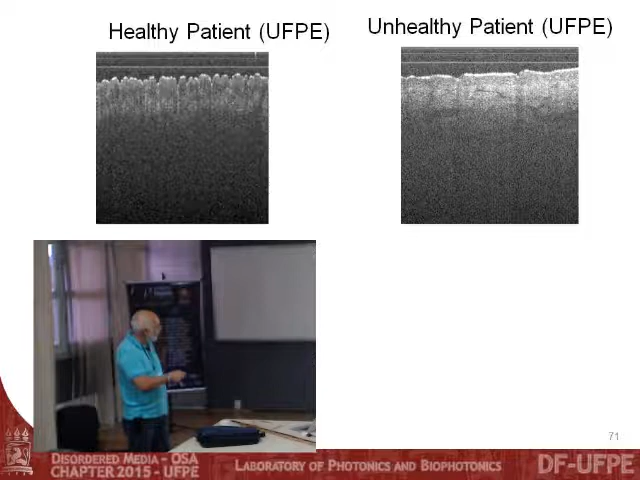 Healthy Patient (UFPE)
Unhealthy Patient (UFPE)
71
DISORDERED MEDIA - OSA
CHAPTER 2015 - UFPE
LABORATORY OF PHOTONICS AND BIOPHOTONICS
DF-UFPE